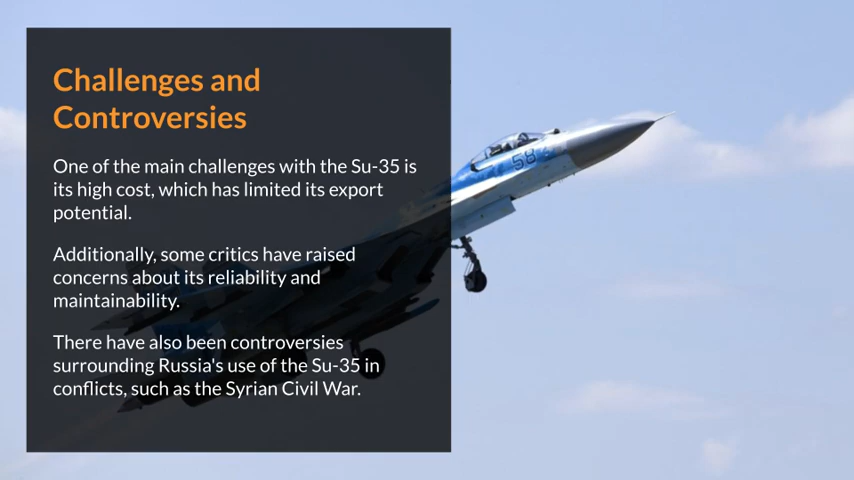 Challenges and
Controversies
One of the main challenges with the Su-35 is
its high cost, which has limited its export
potential.
Additionally, some critics have raised
concerns about its reliability and
maintainability.
There have also been controversies
surrounding Russia's use of the Su-35 in
conflicts, such as the Syrian Civil War.
58